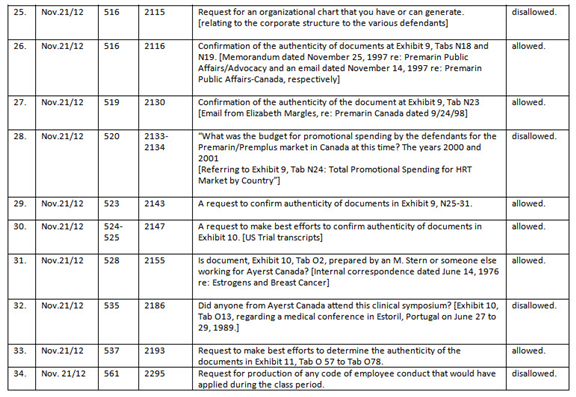 25. Nov.21/12 516 2115 Request for an organizational chart that you have or can generate. disallowed.
[relating to the corporate structure to the various defendants]
26. Nov.21/12 516 2116 Confirmation of the authenticity of documents at Exhibit 9, Tabs N18 and allowed.
N19. [Memorandum dated November 25, 1997 re: Premarin Public
Affairs/Advocacy and an email dated November 14, 1997 re: Premarin
Public Affairs-Canada, respectively]
27. Nov.21/12 519 2130 Confirmation of the authenticity of the document at Exhibit 9, Tab N23 allowed.
[Email from Elizabeth Margles, re: Premarin Canada dated 9/24/98]
28. Nov.21/12 520 2133- "What was the budget for promotional spending by the defendants for the disallowed.
2134 Premarin/Premplus market in Canada at this time? The years 2000 and
2001
[Referring to Exhibit 9, Tab N24: Total Promotional Spending for HRT
Market by Country"]
29. Nov.21/12 523 2143 A request to confirm authenticity of documents in Exhibit 9, N25-31. allowed.
30. Nov.21/12 524- 2147 A request to make best efforts to confirm authenticity of documents in allowed.
525 Exhibit 10. [US Trial transcripts]
31. Nov.21/12 528 2155 Is document, Exhibit 10, Tab O2, prepared by an M. Stern or someone else allowed.
working for Ayerst Canada? [Internal correspondence dated June 14, 1976
re: Estrogens and Breast Cancer]
32. Nov.21/12 535 2186 Did anyone from Ayerst Canada attend this clinical symposium? [Exhibit 10, disallowed.
Tab O13, regarding a medical conference in Estoril, Portugal on June 27 to
29, 1989.]
33. Nov.21/12 537 2193 Request to make best efforts to determine the authenticity of the allowed.
documents in Exhibit 11, Tab O 57 to Tab O78.
34. Nov. 21/12 561 2295 Request for production of any code of employee conduct that would have disallowed.
applied during the class period.